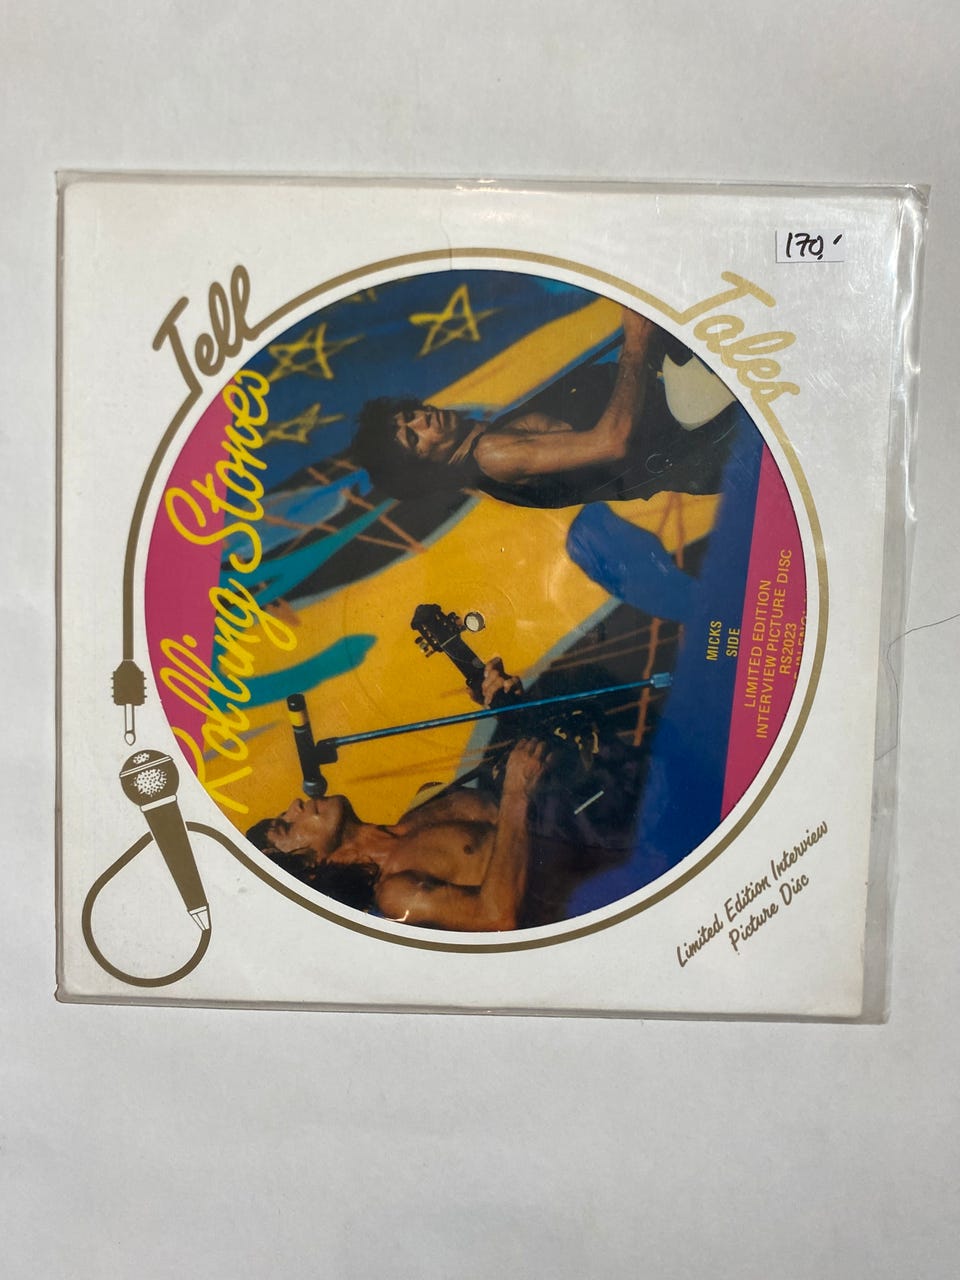 170,-
Tell Tales
Rolling Stones
MICKS
SIDE
LIMITED EDITION
INTERVIEW PICTURE DISC
RS2023
Limited Edition Interview
Picture Disc